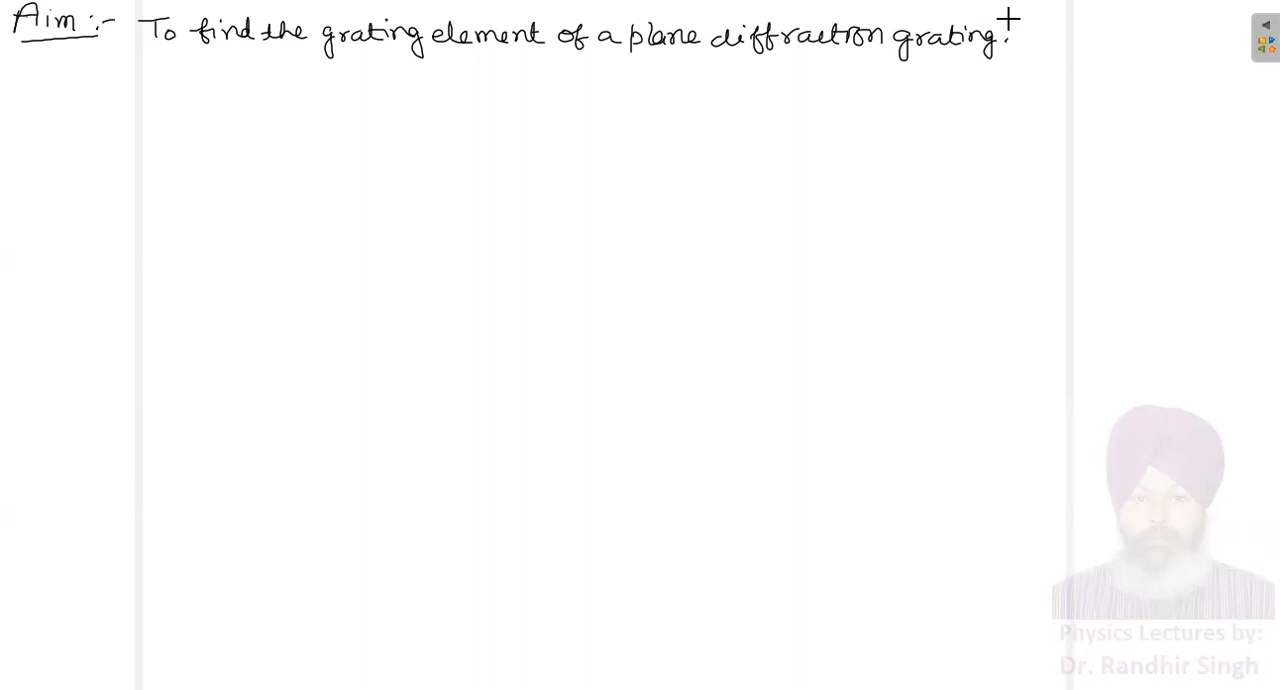 Aim :- To find the grating element of a plane diffraction grating.
Physics Lectures by:
Dr. Randhir Singh